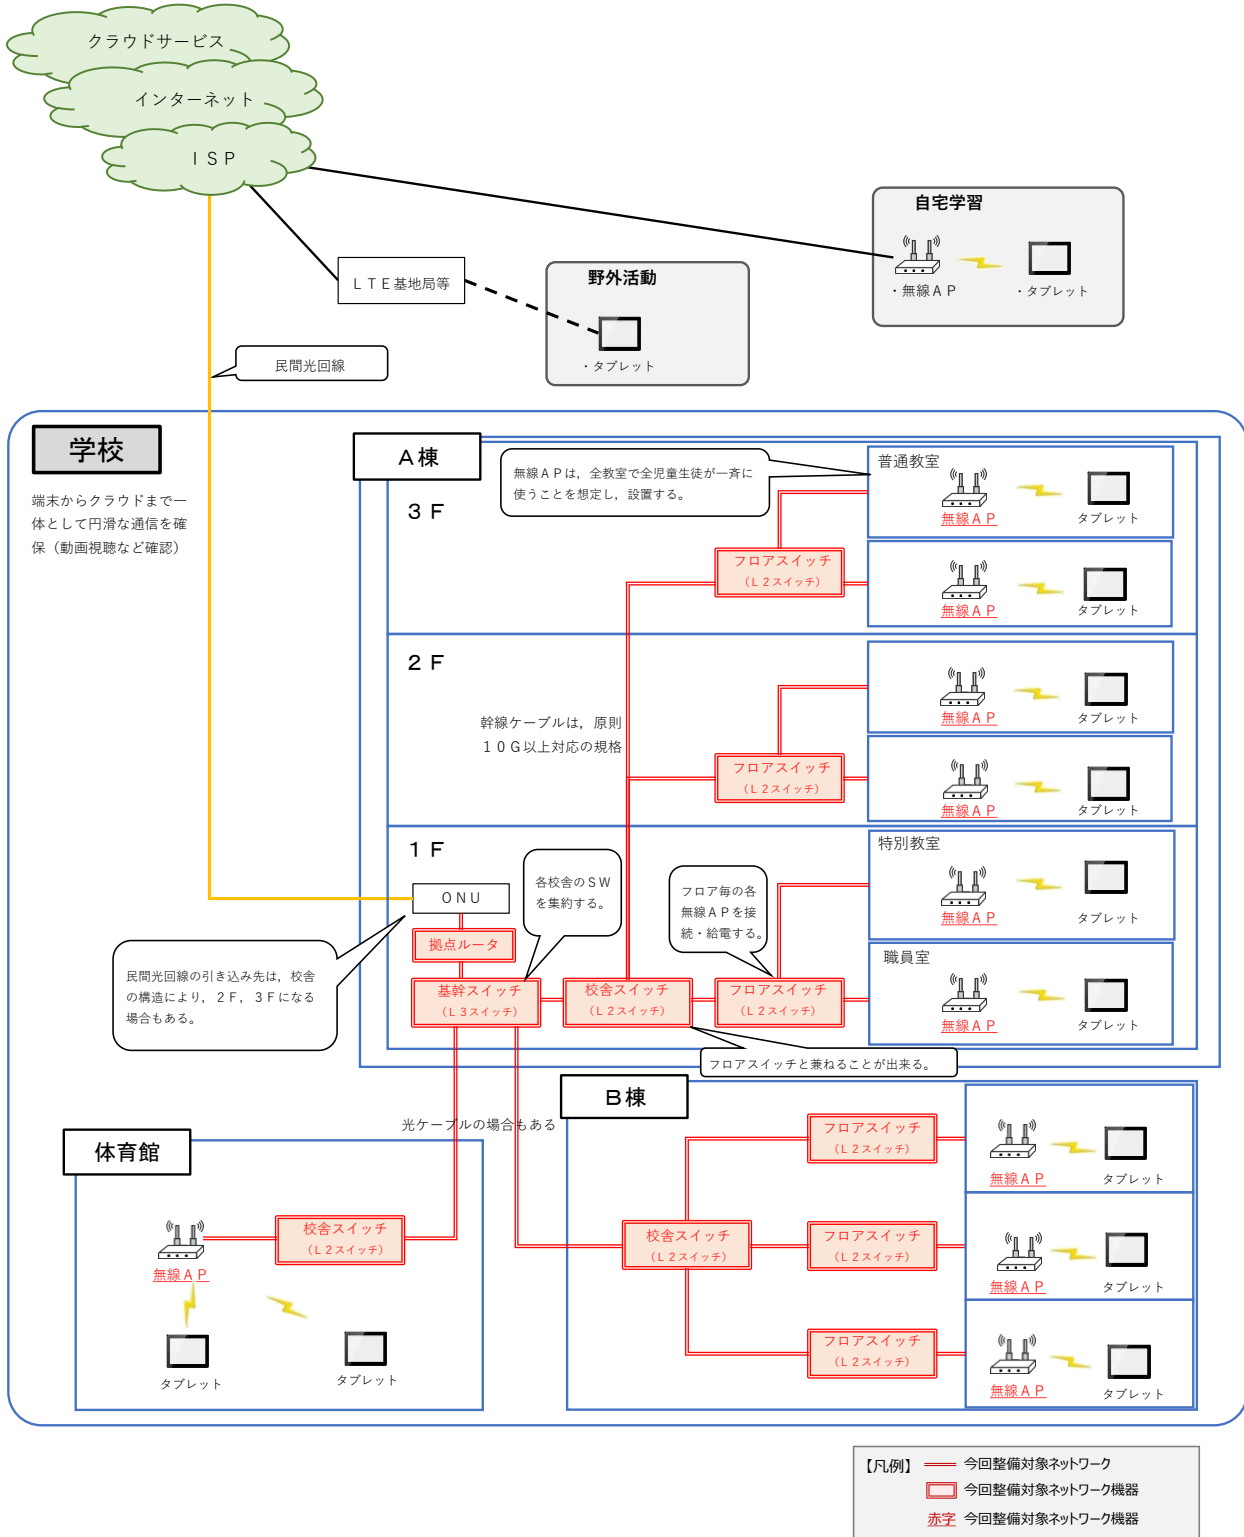 クラウドサービス
インターネット
ＩＳＰ
自宅学習
・無線ＡＰ
・タブレット
ＬＴＥ基地局等
野外活動
・タブレット
民間光回線
学校
端末からクラウドまで一
体として円滑な通信を確
保（動画視聴など確認）
Ａ棟
３Ｆ
無線ＡＰは，全教室で全児童生徒が一斉に
使うことを想定し，設置する。
普通教室
無線ＡＰ
タブレット
フロアスイッチ
（Ｌ２スイッチ）
無線ＡＰ
タブレット
２Ｆ
幹線ケーブルは，原則
１０Ｇ以上対応の規格
無線ＡＰ
タブレット
フロアスイッチ
（Ｌ２スイッチ）
無線ＡＰ
タブレット
１Ｆ
ＯＮＵ
拠点ルータ
各校舎のＳＷ
を集約する。
フロア毎の各
無線ＡＰを接
続・給電する。
特別教室
無線ＡＰ
タブレット
民間光回線の引き込み先は，校舎
の構造により，２Ｆ，３Ｆになる
場合もある。
基幹スイッチ
（Ｌ３スイッチ）
校舎スイッチ
（Ｌ２スイッチ）
フロアスイッチ
（Ｌ２スイッチ）
職員室
無線ＡＰ
タブレット
フロアスイッチと兼ねることが出来る。
光ケーブルの場合もある
体育館
無線ＡＰ
校舎スイッチ
（Ｌ２スイッチ）
タブレット
タブレット
Ｂ棟
フロアスイッチ
（Ｌ２スイッチ）
無線ＡＰ
タブレット
校舎スイッチ
（Ｌ２スイッチ）
フロアスイッチ
（Ｌ２スイッチ）
無線ＡＰ
タブレット
フロアスイッチ
（Ｌ２スイッチ）
無線ＡＰ
タブレット
【凡例】
今回整備対象ネットワーク
今回整備対象ネットワーク機器
赤字 今回整備対象ネットワーク機器